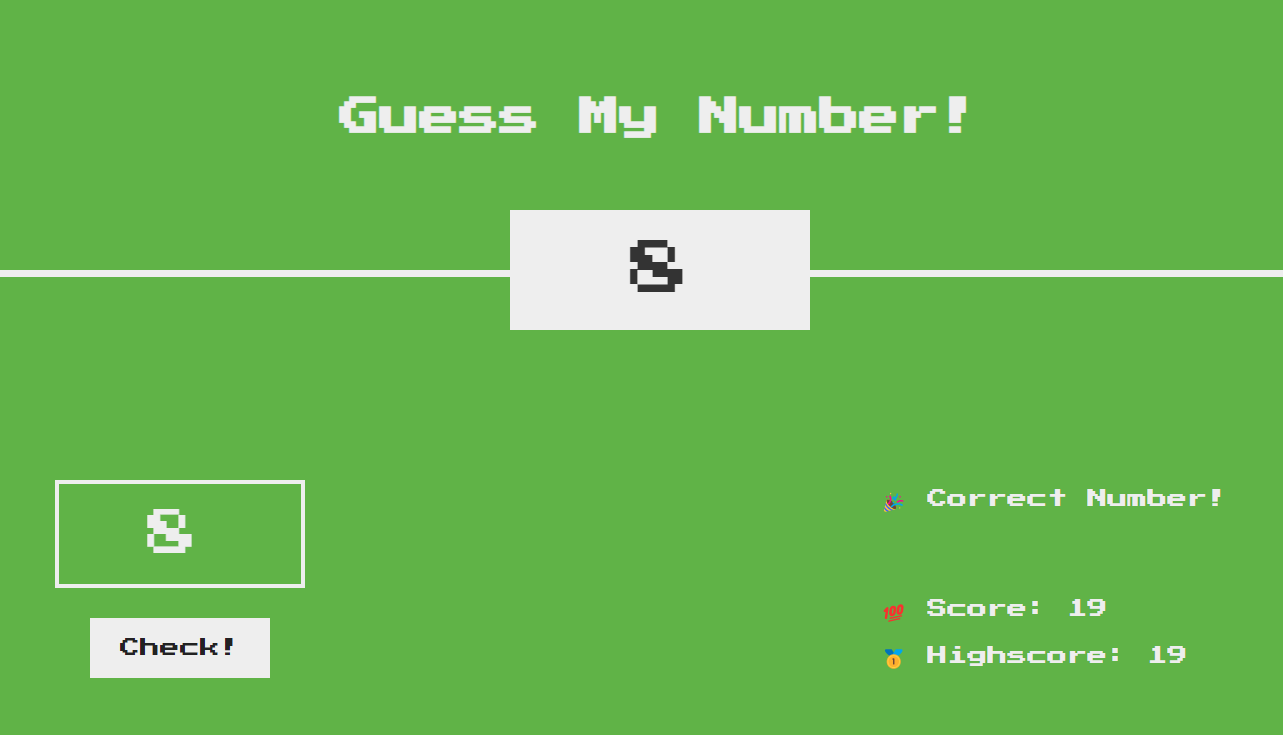 Guess My Number!
8
8
Check!
🎉 Correct Number!
💯 Score: 19
🥇 Highscore: 19